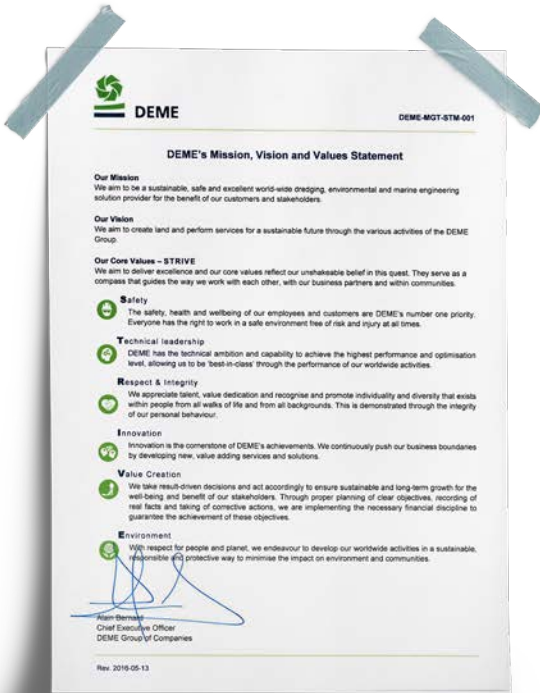 DEME
DEME-MGT-STM-001
DEME's Mission, Vision and Values Statement
Our Mission
We aim to be a sustainable, safe and excellent world-wide dredging, environmental and marine engineering
solution provider for the benefit of our customers and stakeholders.
Our Vision
We aim to create land and perform services for a sustainable future through the various activities of the DEME
Group.
Our Core Values – STRIVE
We aim to deliver excellence and our core values reflect our unshakeable belief in this quest. They serve as a
compass that guides the way we work with each other, with our business partners and within communities.
Safety
The safety, health and wellbeing of our employees and customers are DEME's number one priority.
Everyone has the right to work in a safe environment free of risk and injury at all times.
Technical leadership
DEME has the technical ambition and capability to achieve the highest performance and optimisation
level, allowing us to be 'best-in-class' through the performance of our worldwide activities.
Respect & Integrity
We appreciate talent, value dedication and recognise and promote individuality and diversity that exists
within people from all walks of life and from all backgrounds. This is demonstrated through the integrity
of our personal behaviour.
Innovation
Innovation is the cornerstone of DEME's achievements. We continuously push our business boundaries
by developing new, value adding services and solutions.
Value Creation
We take result-driven decisions and act accordingly to ensure sustainable and long-term growth for the
well-being and benefit of our stakeholders. Through proper planning of clear objectives, recording of
real facts and taking of corrective actions, we are implementing the necessary financial discipline to
guarantee the achievement of these objectives.
Environment
With respect for people and planet, we endeavour to develop our worldwide activities in a sustainable,
responsible and protective way to minimise the impact on environment and communities.
Alain Bernard
Chief Executive Officer
DEME Group of Companies
Rev. 2016-05-13